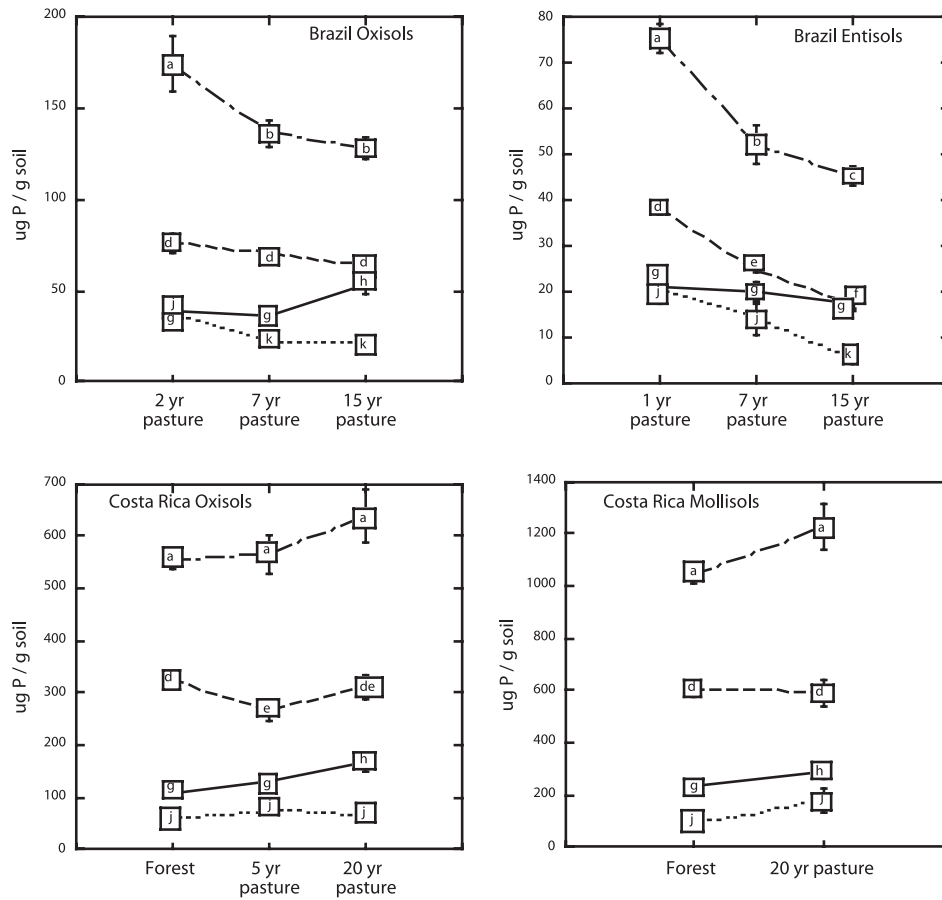 Brazil Oxisols
ug P / g soil
200
150
100
50
0
a
b
b
d
d
d
j
g
g
h
k
k
2 yr
pasture
7 yr
pasture
15 yr
pasture
Brazil Entisols
ug P / g soil
80
70
60
50
40
30
20
10
0
a
b
c
d
e
f
g
g
g
j
j
k
1 yr
pasture
7 yr
pasture
15 yr
pasture
Costa Rica Oxisols
ug P / g soil
700
600
500
400
300
200
100
0
a
a
a
d
e
de
g
g
h
j
j
j
Forest
5 yr
pasture
20 yr
pasture
Costa Rica Mollisols
ug P / g soil
1400
1200
1000
800
600
400
200
0
a
a
d
d
g
h
j
j
Forest
20 yr pasture